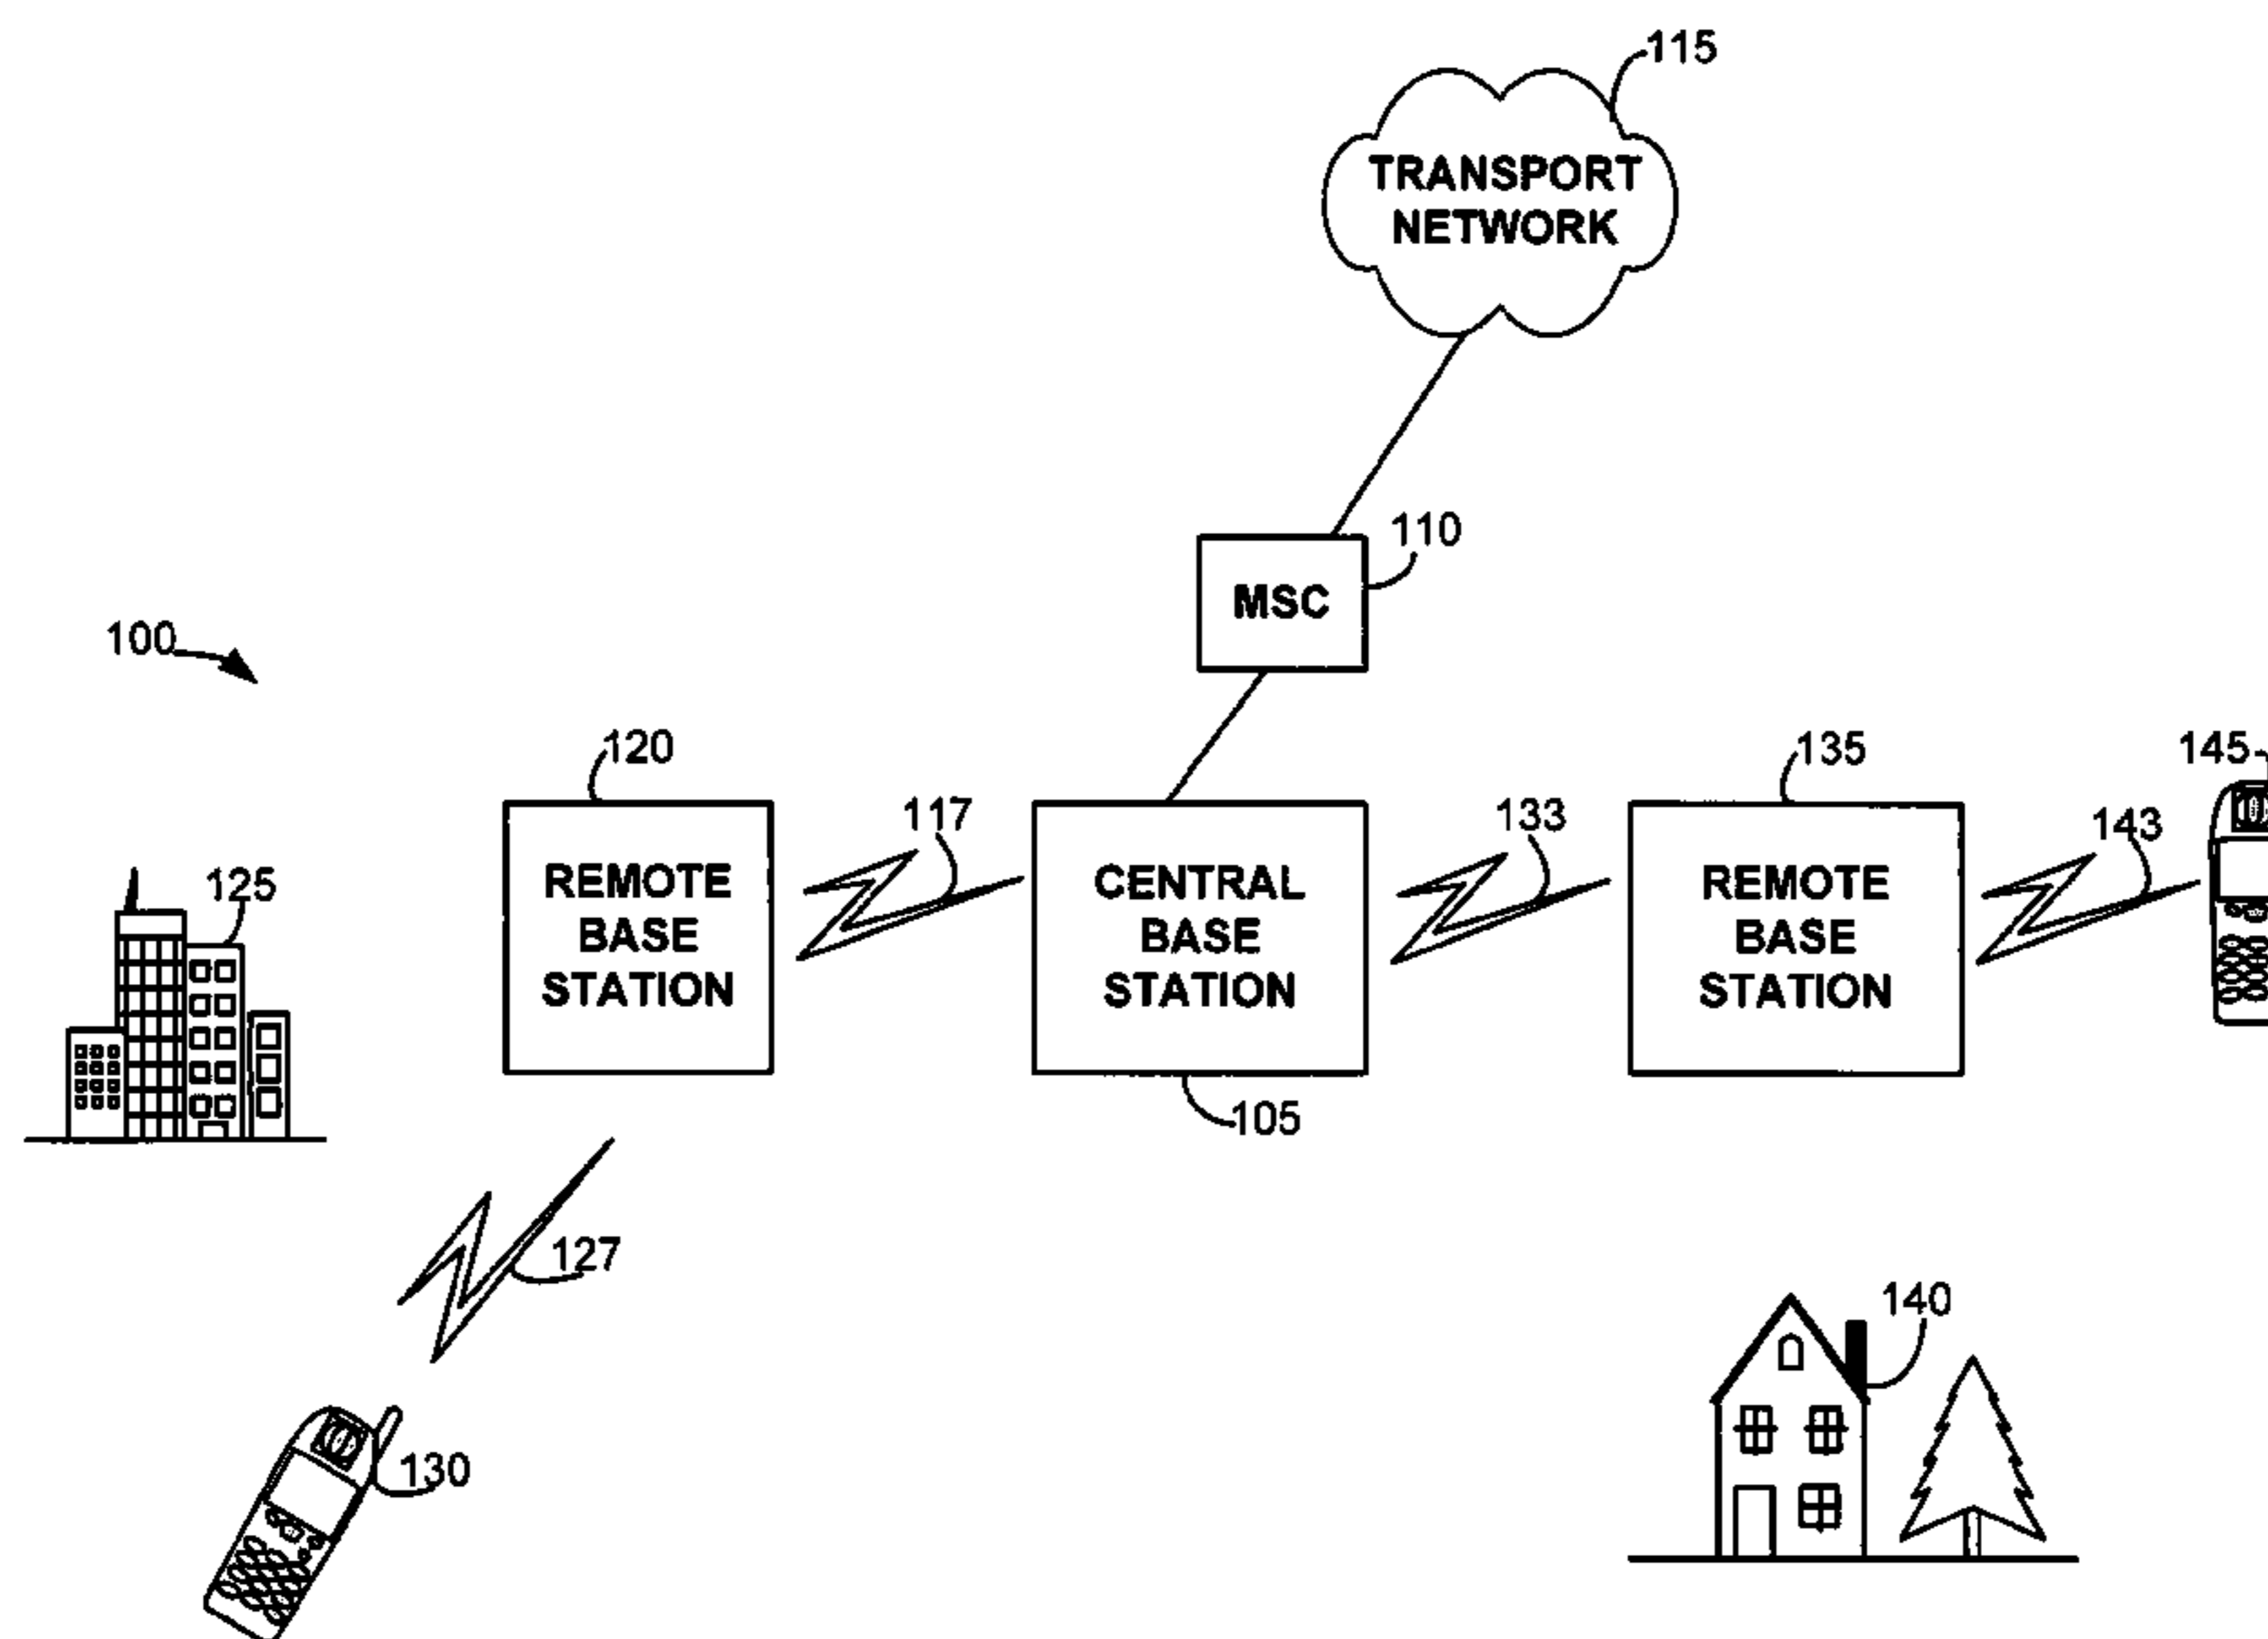 115
TRANSPORT
NETWORK
110
MSC
100
120
117
133
135
143
145
REMOTE
BASE
STATION
CENTRAL
BASE
STATION
REMOTE
BASE
STATION
125
105
127
140
130